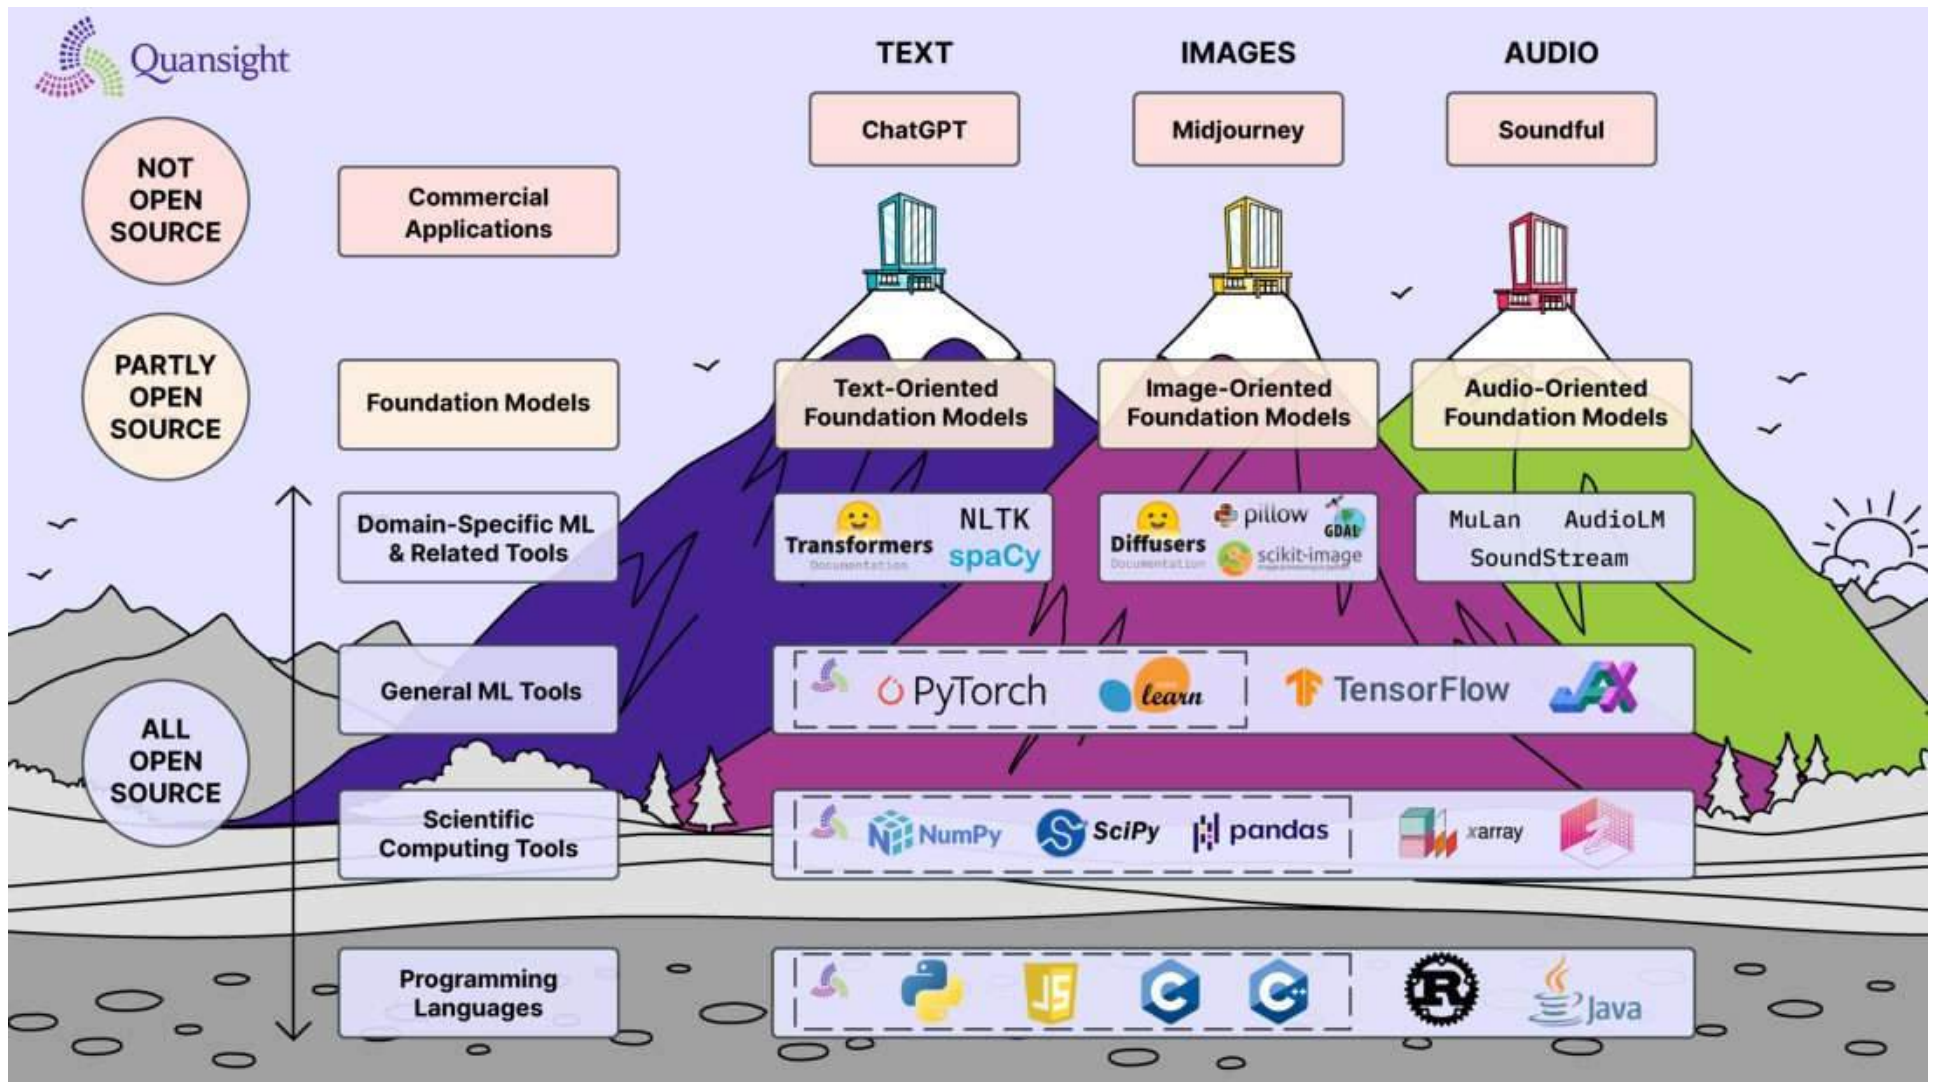 Quansight
TEXT
IMAGES
AUDIO
NOT
OPEN
SOURCE
Commercial
Applications
ChatGPT
Midjourney
Soundful
PARTLY
OPEN
SOURCE
Foundation Models
Text-Oriented
Foundation Models
Image-Oriented
Foundation Models
Audio-Oriented
Foundation Models
Domain-Specific ML
& Related Tools
Transformers
Documentation
NLTK
spaCy
Diffusers
Documentation
pillow
GDAL
scikit-image
MuLan
AudioLM
SoundStream
ALL
OPEN
SOURCE
General ML Tools
PyTorch
learn
TensorFlow
JAX
Scientific
Computing Tools
NumPy
SciPy
pandas
xarray
Programming
Languages
JS
C
C++
R
Java